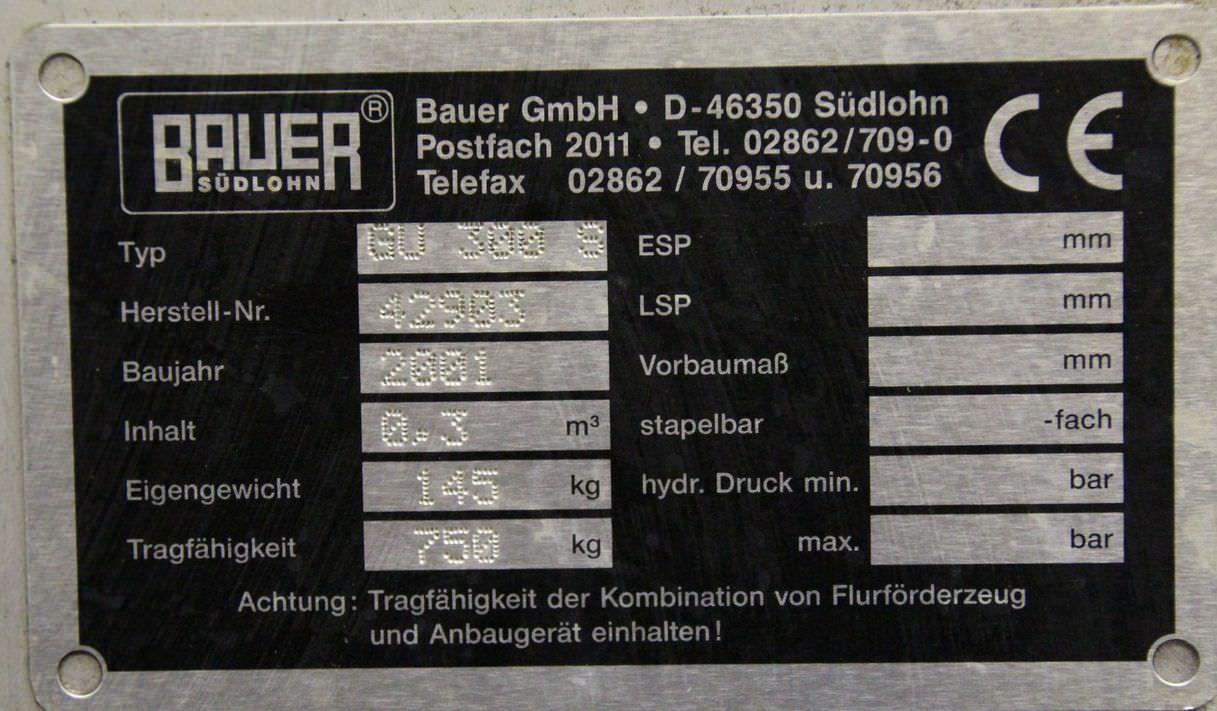 BAUER®
SÜDLOHN
Bauer GmbH • D-46350 Südlohn
Postfach 2011 • Tel. 02862/709-0
Telefax 02862 / 70955 u. 70956
CE
Typ GU 300
Herstell-Nr. 42903
Baujahr 2001
Inhalt 0.3 m³
Eigengewicht 145 kg
Tragfähigkeit 750 kg
ESP mm
LSP mm
Vorbaumaß mm
stapelbar -fach
hydr. Druck min. bar
max. bar
Achtung: Tragfähigkeit der Kombination von Flurförderzeug
und Anbaugerät einhalten!